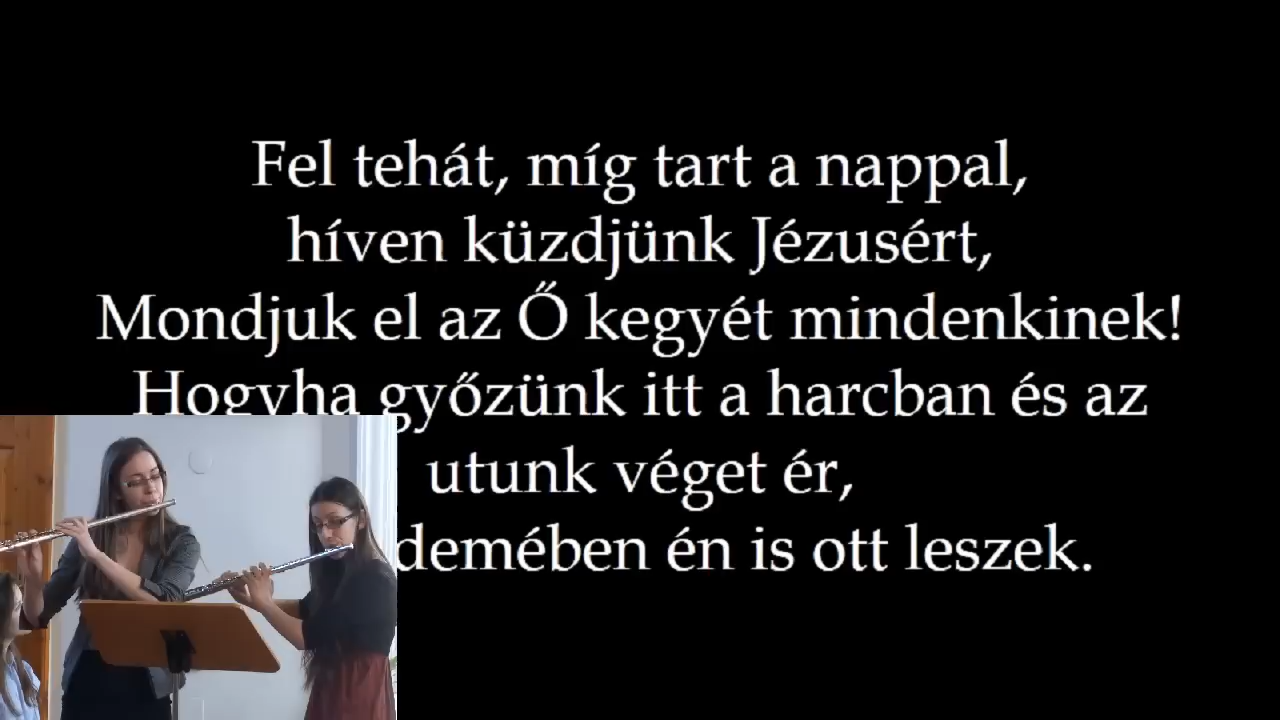 Fel tehát, míg tart a nappal,
híven küzdjünk Jézusért,
Mondjuk el az Ő kegyét mindenkinek!
Hogyha győzünk itt a harcban és az
utunk véget ér,
én is ott leszek.